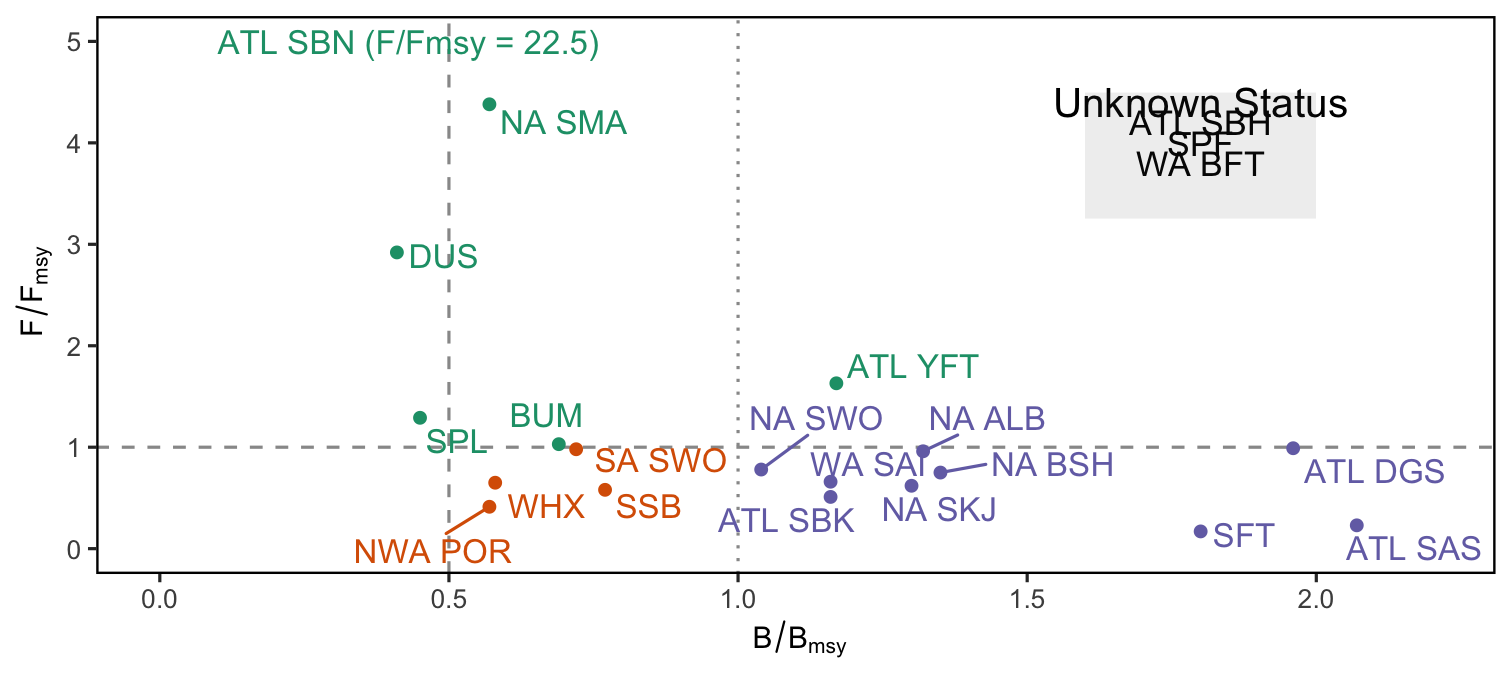 5
ATL SBN (F/Fmsy = 22.5)
NA SMA
Unknown Status
ATL SBH
SPF
WA BFT
4
3
DUS
2
ATL YFT
NA SWO
NA ALB
BUM
SPL
1
SA SWO
WA SAI
NA BSH
ATL DGS
WHX
SSB
ATL SBK
NA SKJ
SFT
NWA POR
ATL SAS
0
F/Fmsy
0.0
0.5
1.0
1.5
2.0
B/Bmsy